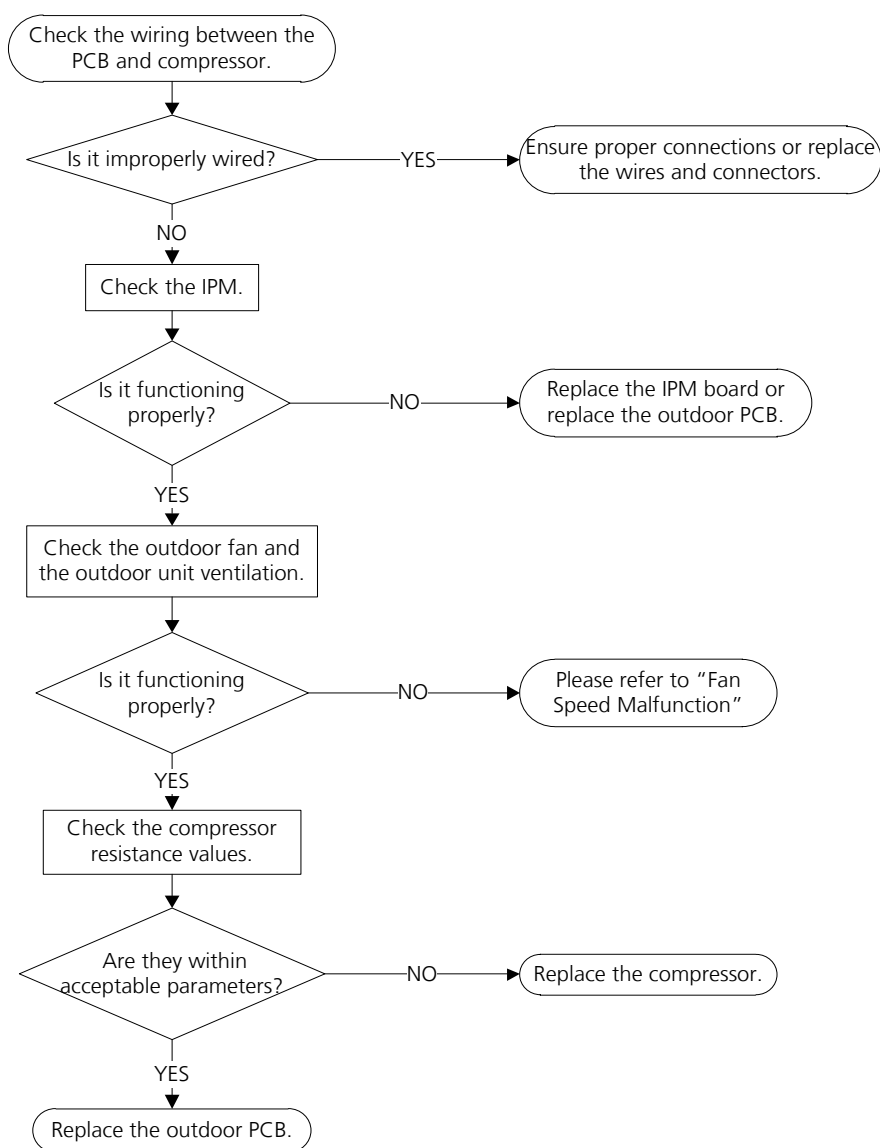 Check the wiring between the
PCB and compressor.
Is it improperly wired?
YES
Ensure proper connections or replace
the wires and connectors.
NO
Check the IPM.
Is it functioning
properly?
NO
Replace the IPM board or
replace the outdoor PCB.
YES
Check the outdoor fan and
the outdoor unit ventilation.
Is it functioning
properly?
NO
Please refer to “Fan
Speed Malfunction”
YES
Check the compressor
resistance values.
Are they within
acceptable parameters?
NO
Replace the compressor.
YES
Replace the outdoor PCB.